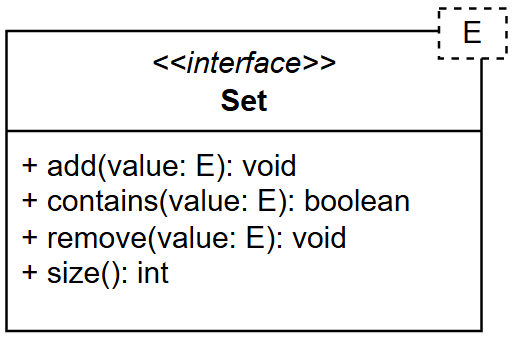 E
<<interface>>
Set
+ add(value: E): void
+ contains(value: E): boolean
+ remove(value: E): void
+ size(): int